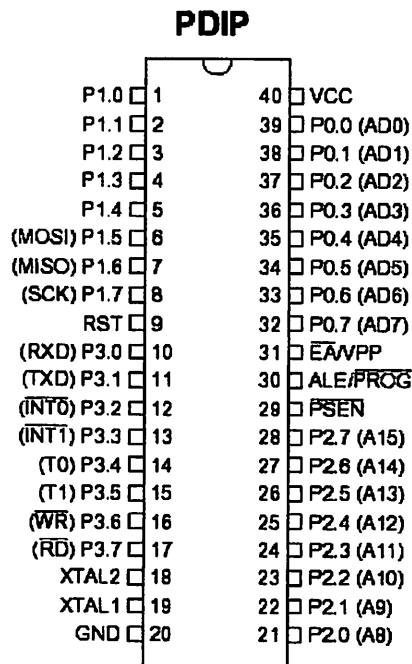 PDIP
P1.0 1 40 VCC
P1.1 2 39 P0.0 (AD0)
P1.2 3 38 P0.1 (AD1)
P1.3 4 37 P0.2 (AD2)
P1.4 5 36 P0.3 (AD3)
(MOSI) P1.5 6 35 P0.4 (AD4)
(MISO) P1.6 7 34 P0.5 (AD5)
(SCK) P1.7 8 33 P0.6 (AD6)
RST 9 32 P0.7 (AD7)
(RXD) P3.0 10 31 E̅A̅/VPP
(TXD) P3.1 11 30 ALE/P̅R̅O̅G̅
(I̅N̅T̅0̅) P3.2 12 29 P̅S̅E̅N̅
(I̅N̅T̅1̅) P3.3 13 28 P2.7 (A15)
(T0) P3.4 14 27 P2.6 (A14)
(T1) P3.5 15 26 P2.5 (A13)
(W̅R̅) P3.6 16 25 P2.4 (A12)
(R̅D̅) P3.7 17 24 P2.3 (A11)
XTAL2 18 23 P2.2 (A10)
XTAL1 19 22 P2.1 (A9)
GND 20 21 P2.0 (A8)